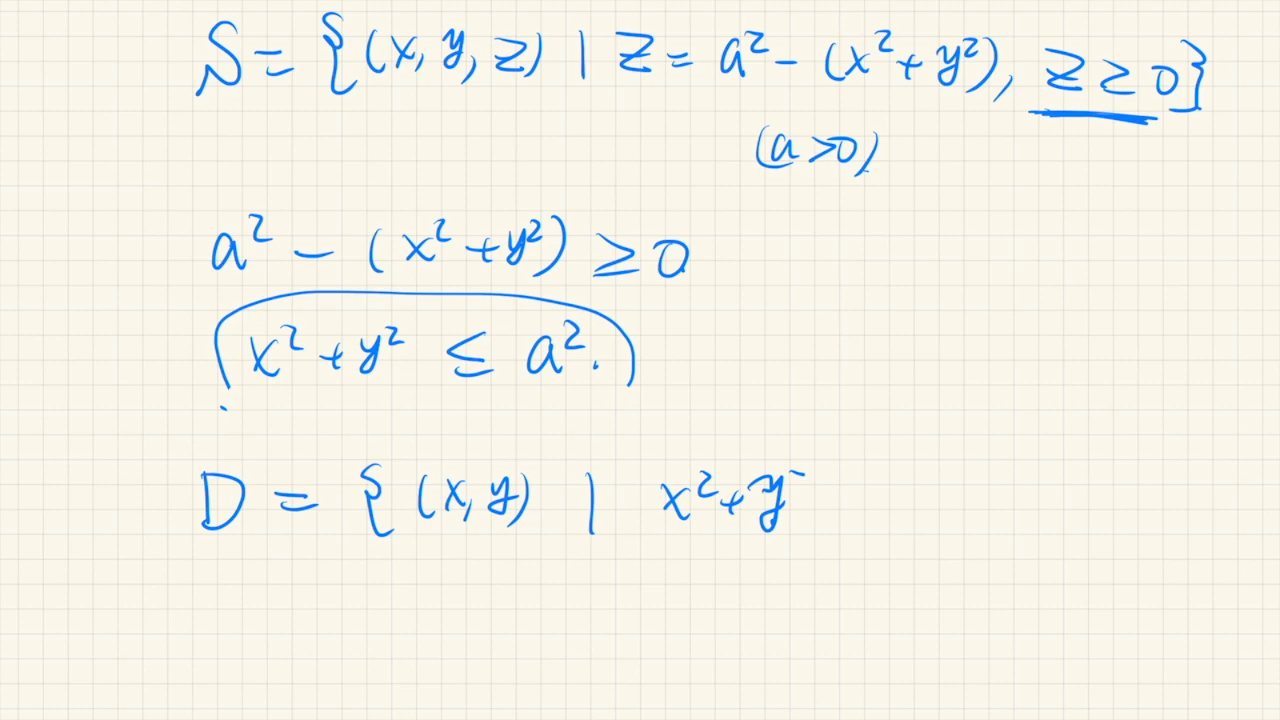 S = {(x, y, z) | z = a² - (x² + y²), z ≥ 0}
(a > 0)
a² - (x² + y²) ≥ 0
x² + y² ≤ a².
D = { (x, y) | x² + y